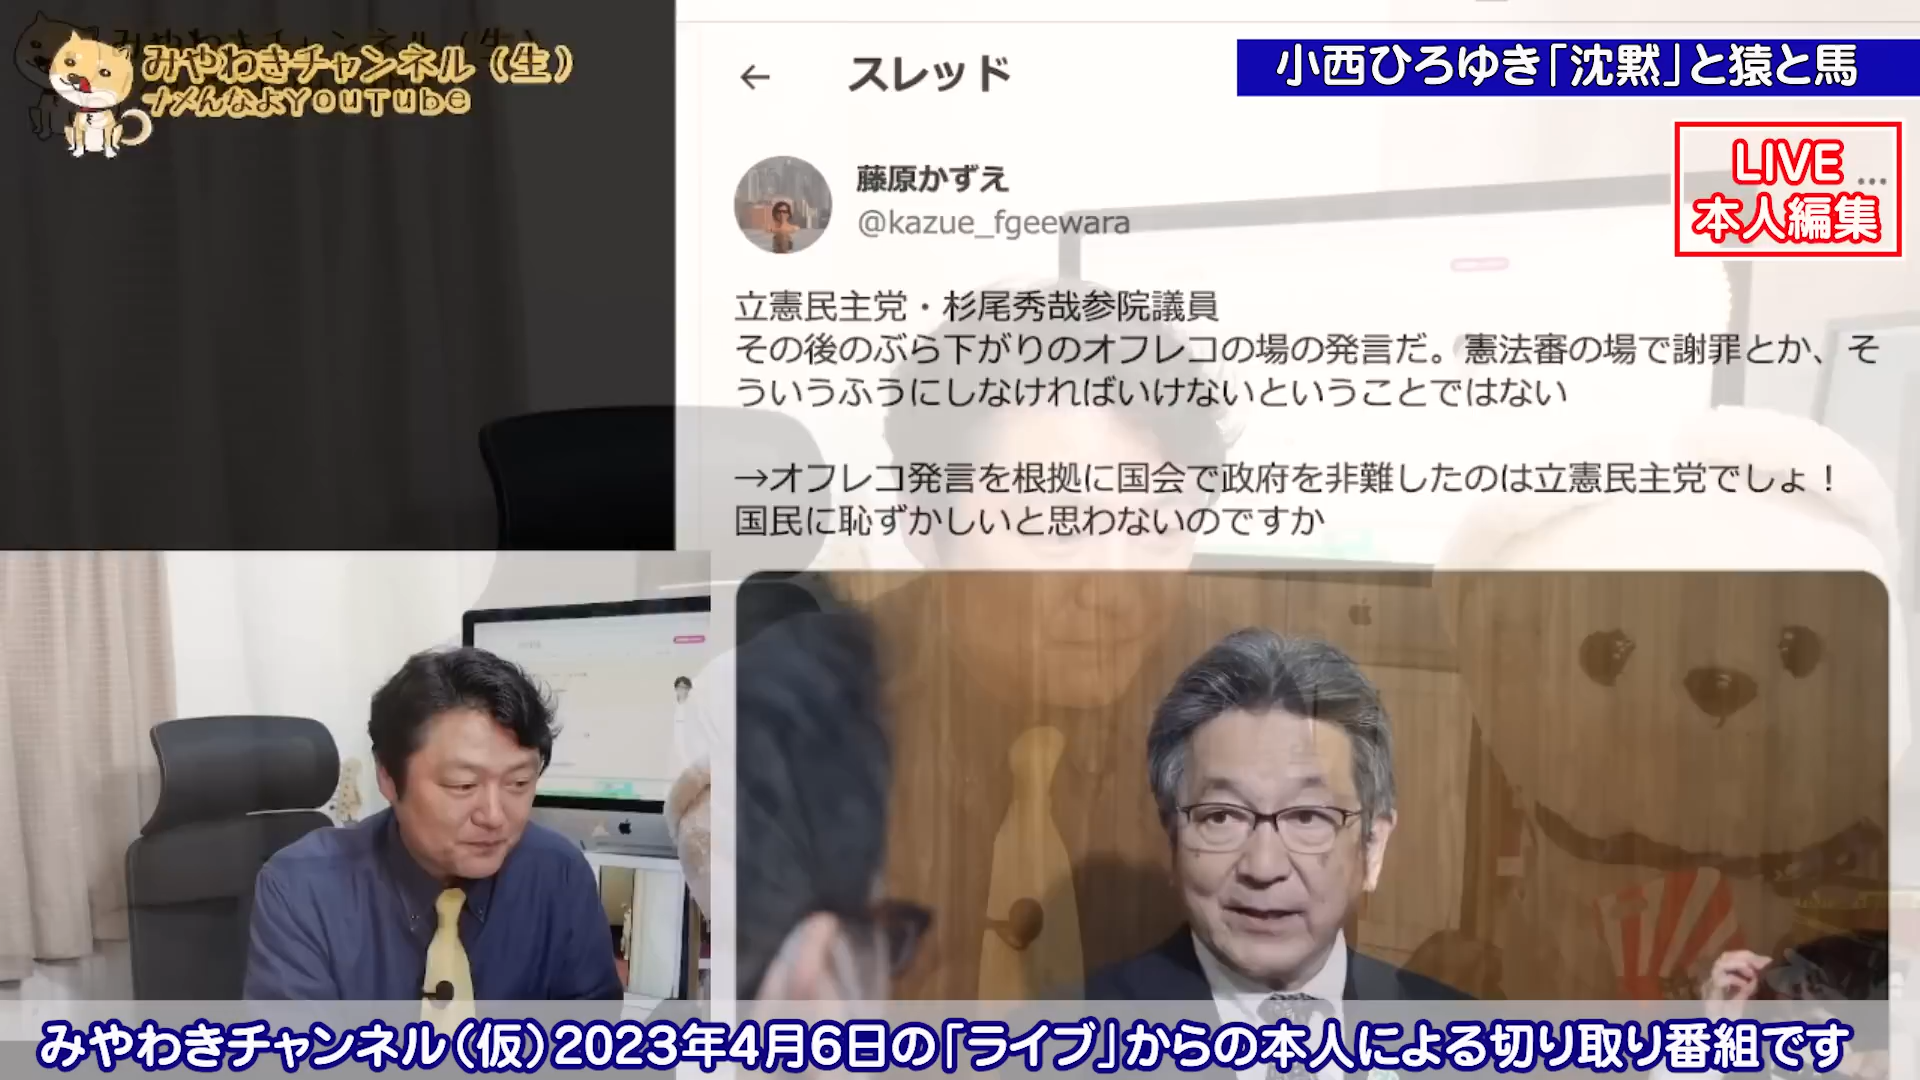 みやわきチャンネル（生）
ナメんなよYouTube
スレッド
小西ひろゆき「沈黙」と猿と馬
LIVE
本人編集
藤原かずえ
@kazue_fgeewara
立憲民主党・杉尾秀哉参院議員
その後のぶら下がりのオフレコの場の発言だ。憲法審の場で謝罪とか、そ
ういうふうにしなければいけないということではない
→オフレコ発言を根拠に国会で政府を非難したのは立憲民主党でしょ！
国民に恥ずかしいと思わないのですか
みやわきチャンネル（仮）2023年4月6日の「ライブ」からの本人による切り取り番組です